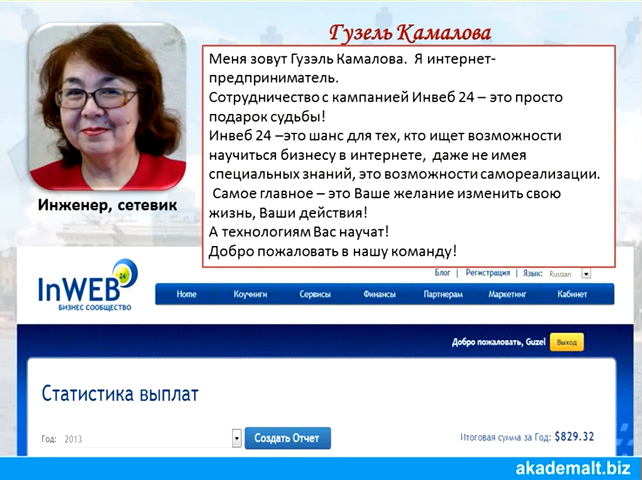 Гузель Камалова
Меня зовут Гузэль Камалова. Я интернет-
предприниматель.
Сотрудничество с кампанией Инвеб 24 – это просто
подарок судьбы!
Инвеб 24 –это шанс для тех, кто ищет возможности
научиться бизнесу в интернете, даже не имея
специальных знаний, это возможности самореализации.
Самое главное – это Ваше желание изменить свою
жизнь, Ваши действия!
А технологиям Вас научат!
Добро пожаловать в нашу команду!
Инженер, сетевик
Блог | Регистрация | Язык: Russian
InWEB 24
БИЗНЕС СООБЩЕСТВО
Home Коучинги Сервисы Финансы Партнерам Маркетинг Кабинет
Добро пожаловать, Guzel Выход
Статистика выплат
Год: 2013 Создать Отчет Итоговая сумма за Год: $829.32
akademalt.biz